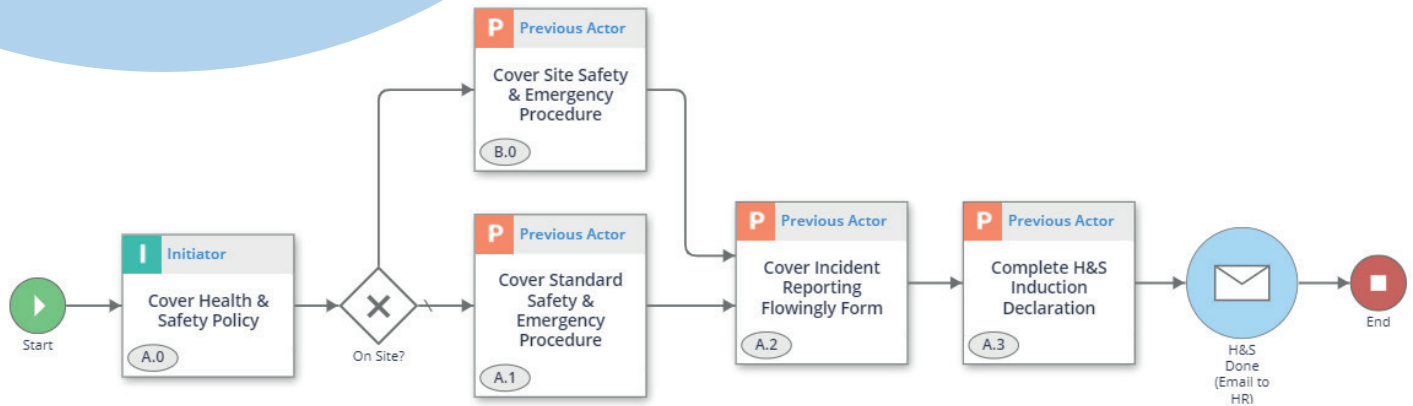 P Previous Actor
Cover Site Safety
& Emergency
Procedure
B.0
Start
I Initiator
Cover Health &
Safety Policy
A.0
On Site?
P Previous Actor
Cover Standard
Safety &
Emergency
Procedure
A.1
P Previous Actor
Cover Incident
Reporting
Flowingly Form
A.2
P Previous Actor
Complete H&S
Induction
Declaration
A.3
H&S
Done
(Email to
HR)
End